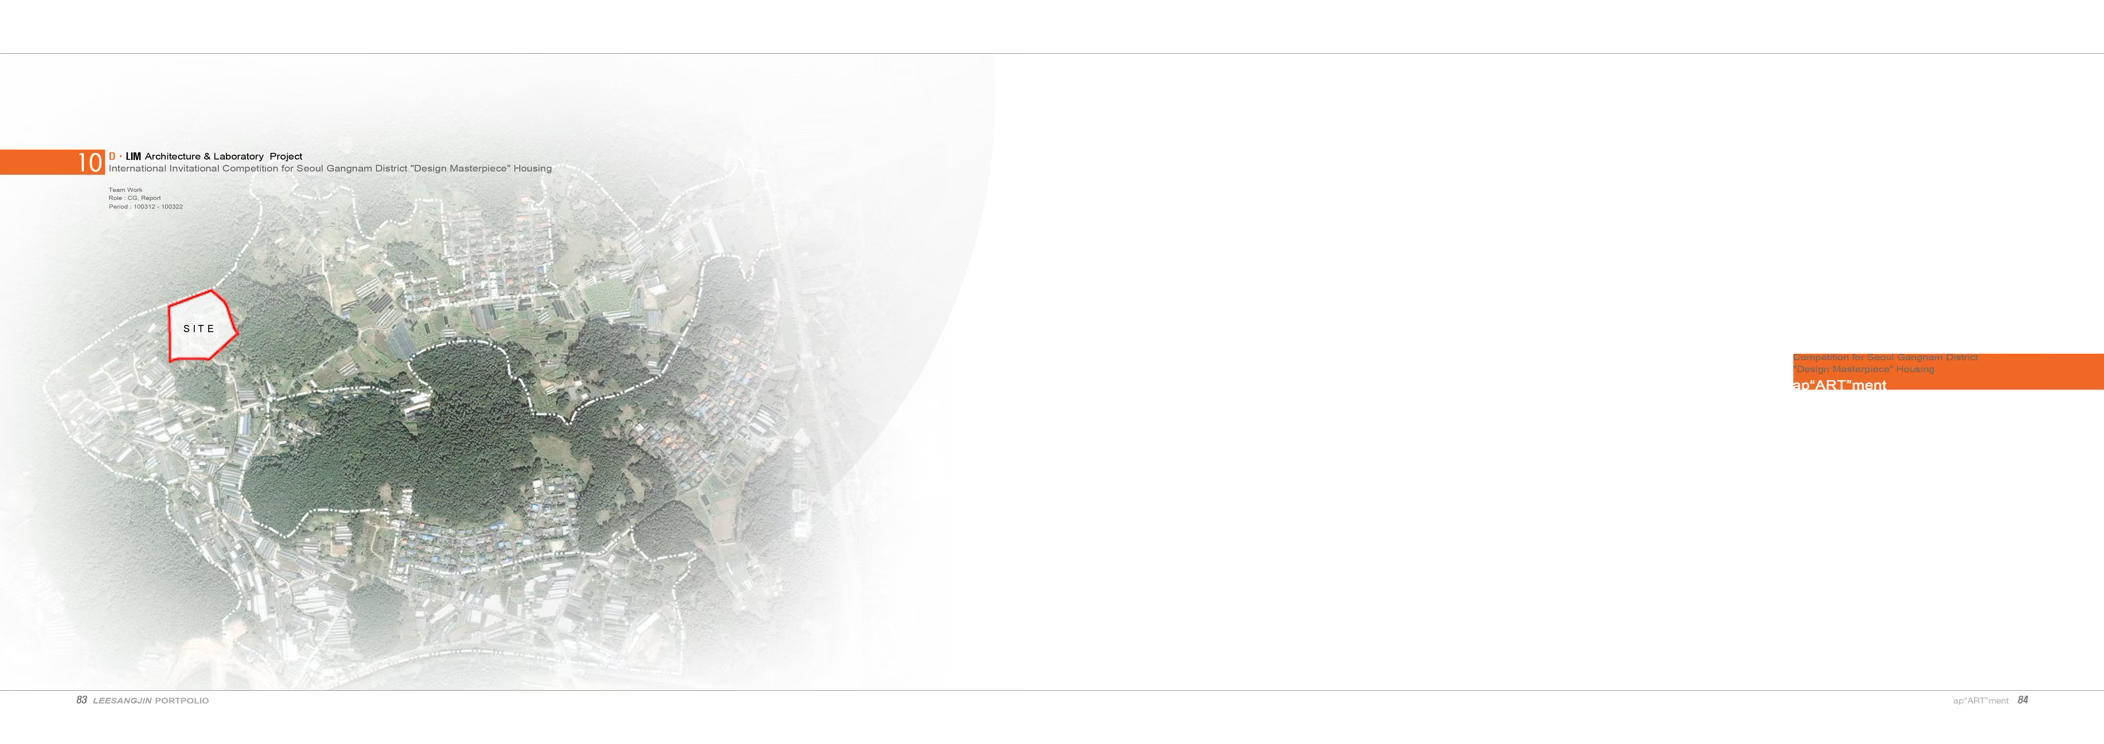 10
D · LIM Architecture & Laboratory Project
International Invitational Competition for Seoul Gangnam District "Design Masterpiece" Housing
Team Work
Role : CG, Report
Period : 100312 - 100322
SITE
Competition for Seoul Gangnam District
"Design Masterpiece" Housing
ap“ART”ment
83 LEESANGJIN PORTPOLIO
ap“ART”ment 84